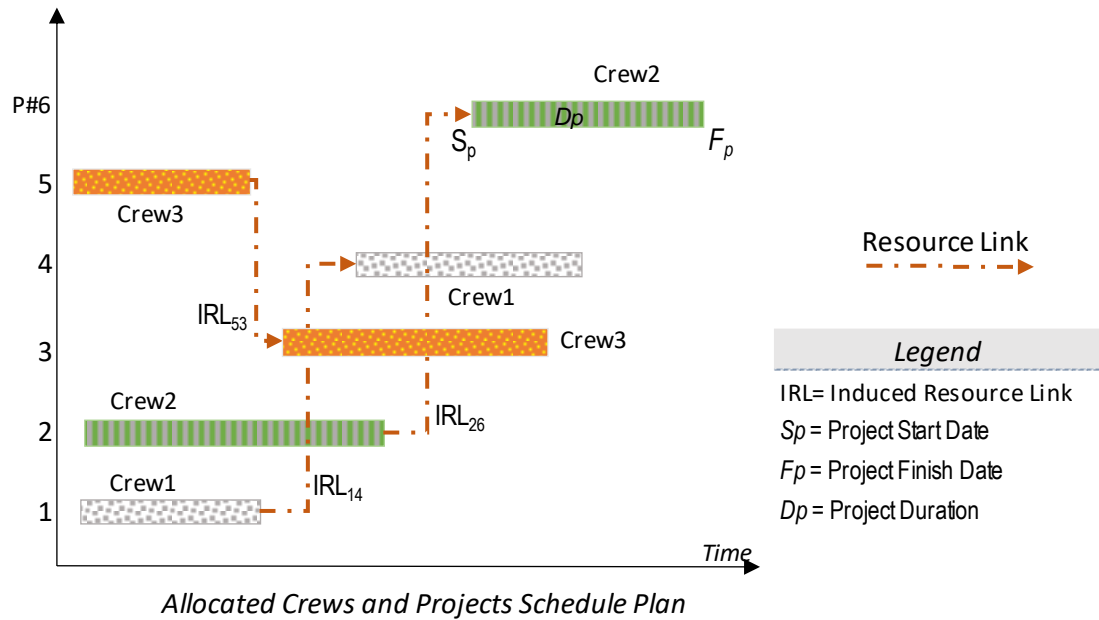 Crew2
P#6
Dp
Sp
Fp
5
Crew3
4
Resource Link
Crew1
IRL53
3
Crew3
Legend
IRL= Induced Resource Link
Crew2
2
IRL26
Sp = Project Start Date
Fp = Project Finish Date
Crew1
IRL14
1
Dp = Project Duration
Time
Allocated Crews and Projects Schedule Plan